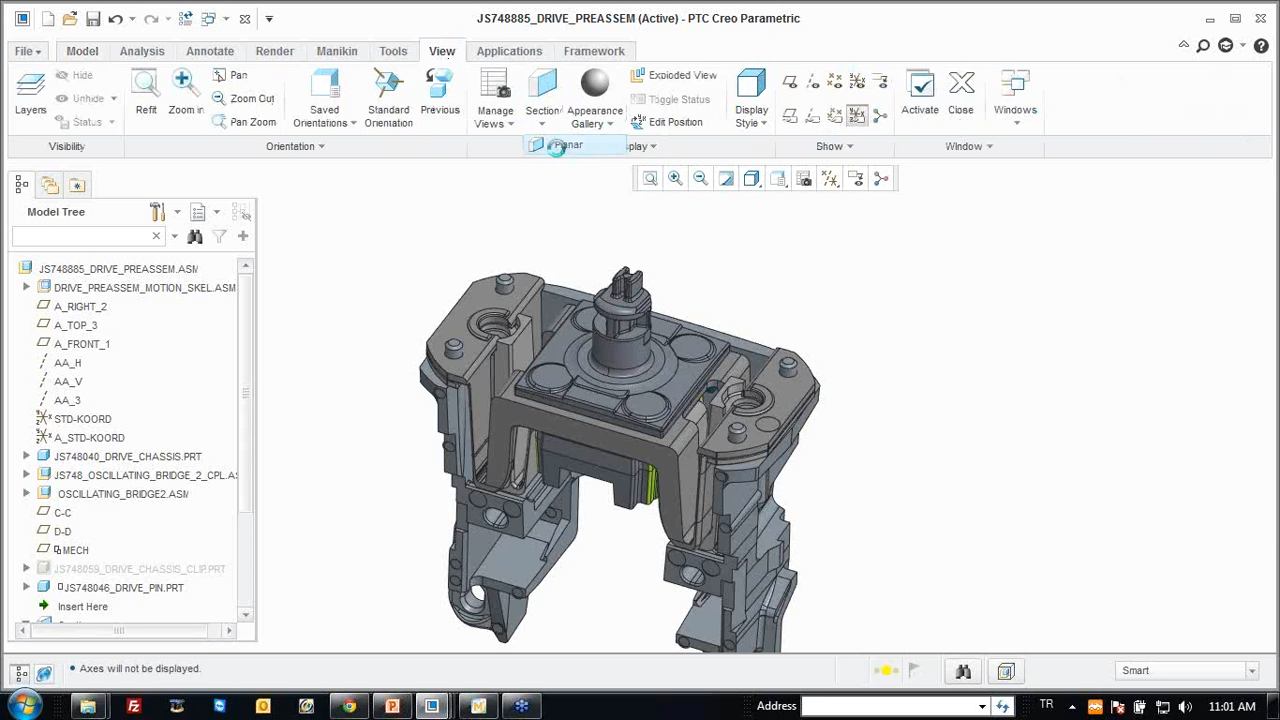 JS748885_DRIVE_PREASSEM (Active) - PTC Creo Parametric
File
Model
Analysis
Annotate
Render
Manikin
Tools
View
Applications
Framework
Layers
Hide
Unhide
Status
Visibility
Refit
Zoom in
Pan
Zoom Out
Pan Zoom
Saved
Orientations
Standard
Orientation
Previous
Orientation
Manage
Views
Section
Appearance
Gallery
Exploded View
Toggle Status
Edit Position
Display
Style
Planar
Show
Activate
Close
Windows
Window
Model Tree
JS748885_DRIVE_PREASSEM.ASM
DRIVE_PREASSEM_MOTION_SKEL.ASM
A_RIGHT_2
A_TOP_3
A_FRONT_1
AA_H
AA_V
AA_3
STD-KOORD
A_STD-KOORD
JS748040_DRIVE_CHASSIS.PRT
JS748_OSCILLATING_BRIDGE_2_CPL.A
OSCILLATING_BRIDGE2.ASM
C-C
D-D
MECH
JS748059_DRIVE_CHASSIS_CLIP.PRT
JS748046_DRIVE_PIN.PRT
Insert Here
Axes will not be displayed.
Smart
Address
TR
11:01 AM